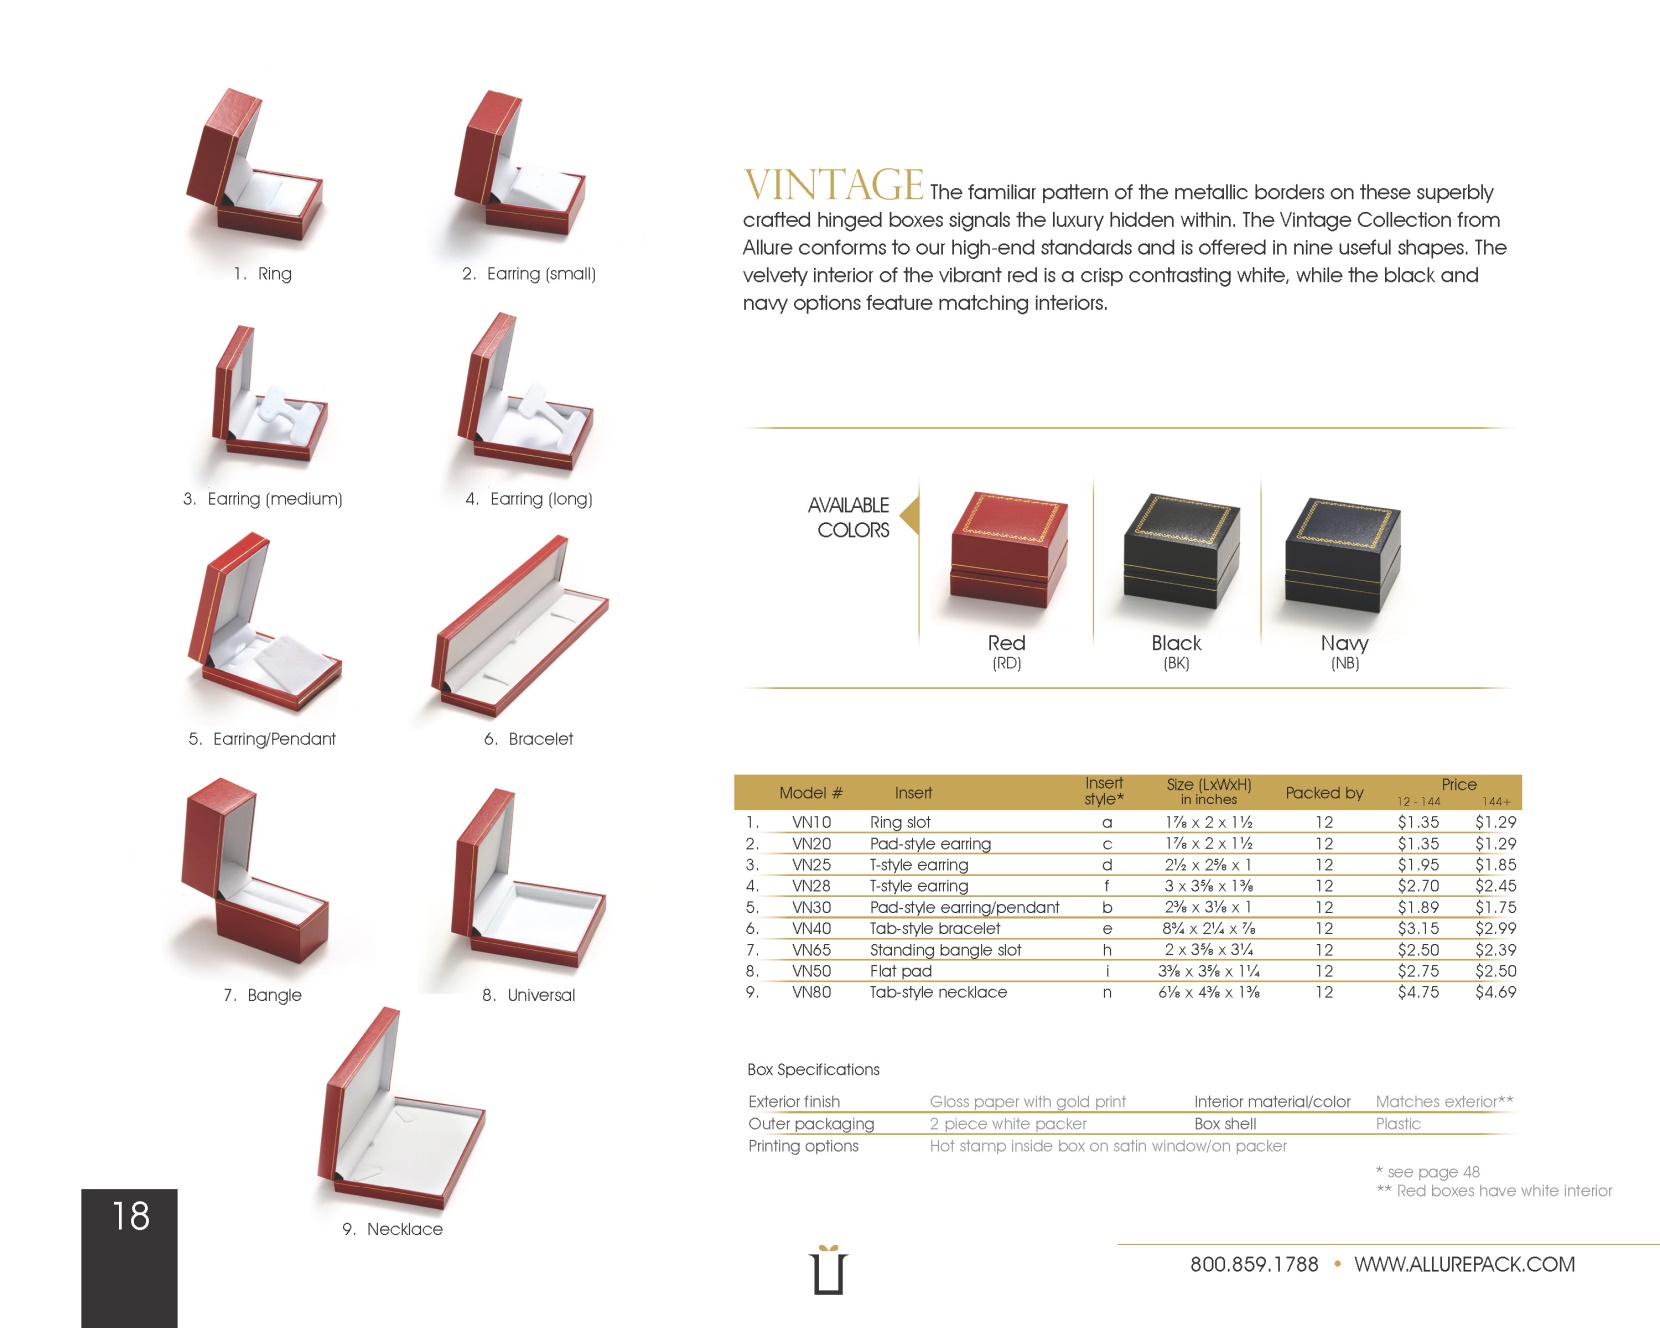 1. Ring
2. Earring (small)
3. Earring (medium)
4. Earring (long)
5. Earring/Pendant
6. Bracelet
7. Bangle
8. Universal
9. Necklace
18
VINTAGE The familiar pattern of the metallic borders on these superbly
crafted hinged boxes signals the luxury hidden within. The Vintage Collection from
Allure conforms to our high-end standards and is offered in nine useful shapes. The
velvety interior of the vibrant red is a crisp contrasting white, while the black and
navy options feature matching interiors.
AVAILABLE
COLORS
Red
(RD)
Black
(BK)
Navy
(NB)
Model # Insert Insert style* Size (LxWxH) in inches Packed by Price 12 - 144 144+
1. VN10 Ring slot a 1⅞ x 2 x 1½ 12 $1.35 $1.29
2. VN20 Pad-style earring c 1⅞ x 2 x 1½ 12 $1.35 $1.29
3. VN25 T-style earring d 2½ x 2⅝ x 1 12 $1.95 $1.85
4. VN28 T-style earring f 3 x 3⅝ x 1⅜ 12 $2.70 $2.45
5. VN30 Pad-style earring/pendant b 2⅜ x 3⅛ x 1 12 $1.89 $1.75
6. VN40 Tab-style bracelet e 8¾ x 2¼ x ⅞ 12 $3.15 $2.99
7. VN65 Standing bangle slot h 2 x 3⅝ x 3¼ 12 $2.50 $2.39
8. VN50 Flat pad i 3⅜ x 3⅝ x 1¼ 12 $2.75 $2.50
9. VN80 Tab-style necklace n 6⅛ x 4⅜ x 1⅜ 12 $4.75 $4.69
Box Specifications
Exterior finish Gloss paper with gold print Interior material/color Matches exterior**
Outer packaging 2 piece white packer Box shell Plastic
Printing options Hot stamp inside box on satin window/on packer
* see page 48
** Red boxes have white interior
800.859.1788 • WWW.ALLUREPACK.COM